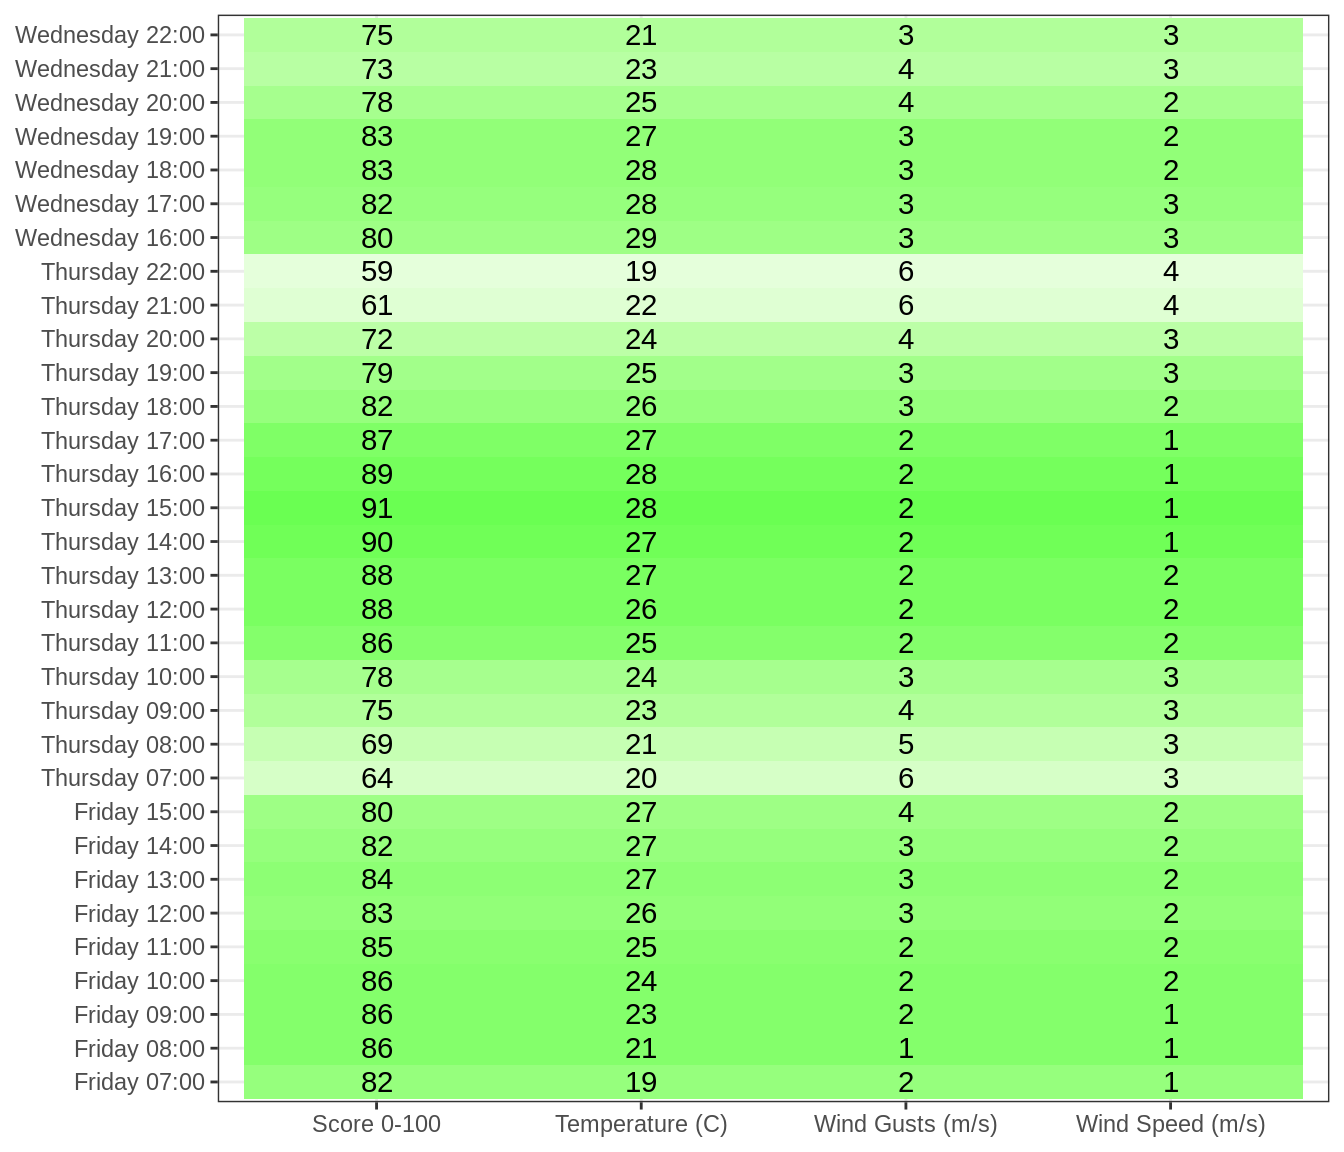 Wednesday 22:00 75 21 3 3
Wednesday 21:00 73 23 4 3
Wednesday 20:00 78 25 4 2
Wednesday 19:00 83 27 3 2
Wednesday 18:00 83 28 3 2
Wednesday 17:00 82 28 3 3
Wednesday 16:00 80 29 3 3
Thursday 22:00 59 19 6 4
Thursday 21:00 61 22 6 4
Thursday 20:00 72 24 4 3
Thursday 19:00 79 25 3 3
Thursday 18:00 82 26 3 2
Thursday 17:00 87 27 2 1
Thursday 16:00 89 28 2 1
Thursday 15:00 91 28 2 1
Thursday 14:00 90 27 2 1
Thursday 13:00 88 27 2 2
Thursday 12:00 88 26 2 2
Thursday 11:00 86 25 2 2
Thursday 10:00 78 24 3 3
Thursday 09:00 75 23 4 3
Thursday 08:00 69 21 5 3
Thursday 07:00 64 20 6 3
Friday 15:00 80 27 4 2
Friday 14:00 82 27 3 2
Friday 13:00 84 27 3 2
Friday 12:00 83 26 3 2
Friday 11:00 85 25 2 2
Friday 10:00 86 24 2 2
Friday 09:00 86 23 2 1
Friday 08:00 86 21 1 1
Friday 07:00 82 19 2 1
Score 0-100 Temperature (C) Wind Gusts (m/s) Wind Speed (m/s)